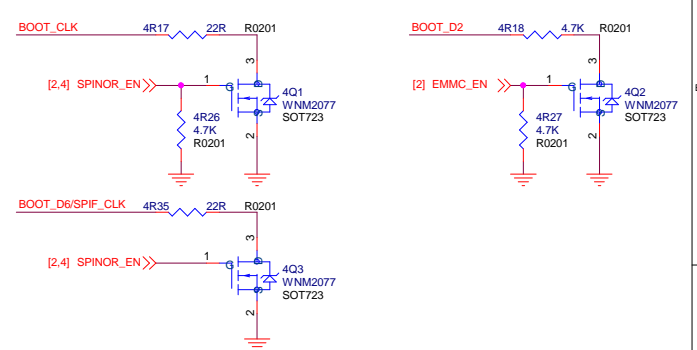 BOOT_CLK 4R17 22R R0201
3
[2,4] SPINOR_EN 1 G D S
4Q1
WNM2077
SOT723
4R26
4.7K
R0201
2
BOOT_D2 4R18 4.7K R0201
3
[2] EMMC_EN 1 G D S
4Q2
WNM2077
SOT723
4R27
4.7K
R0201
2
BOOT_D6/SPIF_CLK 4R35 22R R0201
3
[2,4] SPINOR_EN 1 G D S
4Q3
WNM2077
SOT723
2